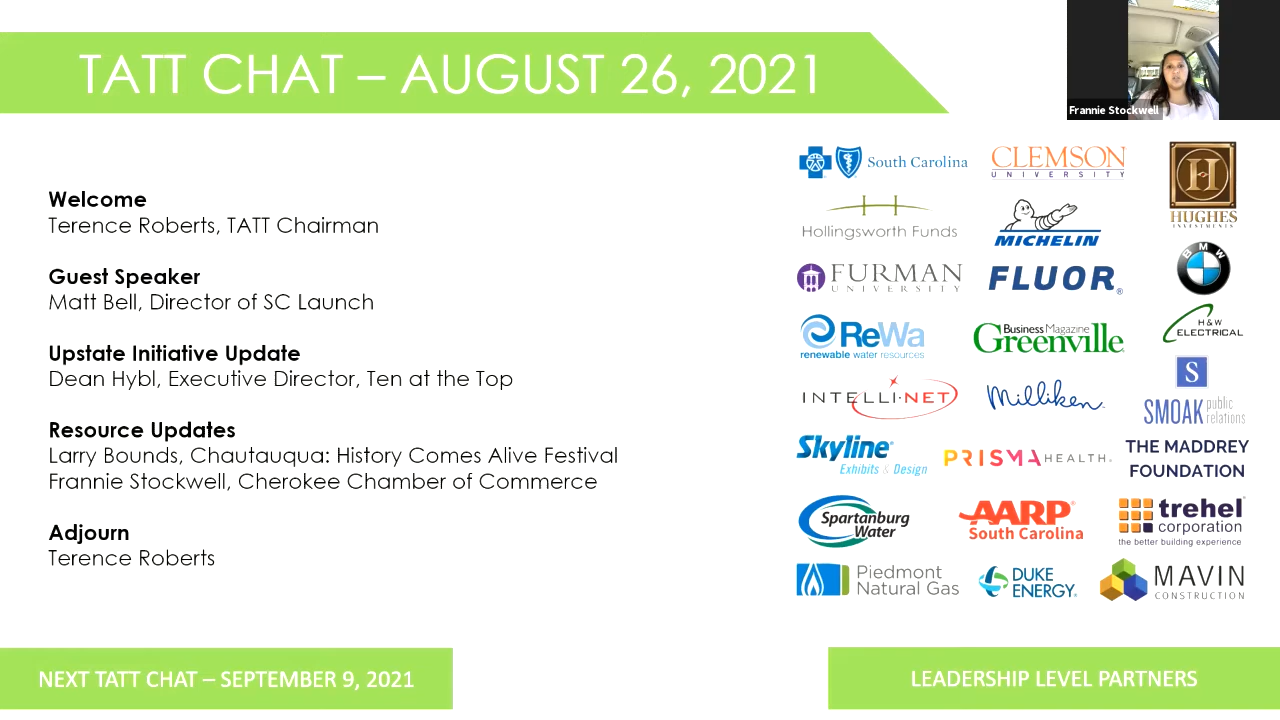 TATT CHAT – AUGUST 26, 2021
Frannie Stockwell
Welcome
Terence Roberts, TATT Chairman
Guest Speaker
Matt Bell, Director of SC Launch
Upstate Initiative Update
Dean Hybl, Executive Director, Ten at the Top
Resource Updates
Larry Bounds, Chautauqua: History Comes Alive Festival
Frannie Stockwell, Cherokee Chamber of Commerce
Adjourn
Terence Roberts
South Carolina
CLEMSON
UNIVERSITY
H
HUGHES
INVESTMENTS
Hollingsworth Funds
MICHELIN
BMW
FURMAN
UNIVERSITY
FLUOR®
ReWa
renewable water resources
Business Magazine
Greenville
H&W
ELECTRICAL
INTELLI·NET
Milliken
S
SMOAK public
relations
Skyline®
Exhibits & Design
PRISMA HEALTH
THE MADDREY
FOUNDATION
Spartanburg
Water
AARP®
South Carolina
trehel
corporation
the better building experience
Piedmont
Natural Gas
DUKE
ENERGY
MAVIN
CONSTRUCTION
NEXT TATT CHAT – SEPTEMBER 9, 2021
LEADERSHIP LEVEL PARTNERS